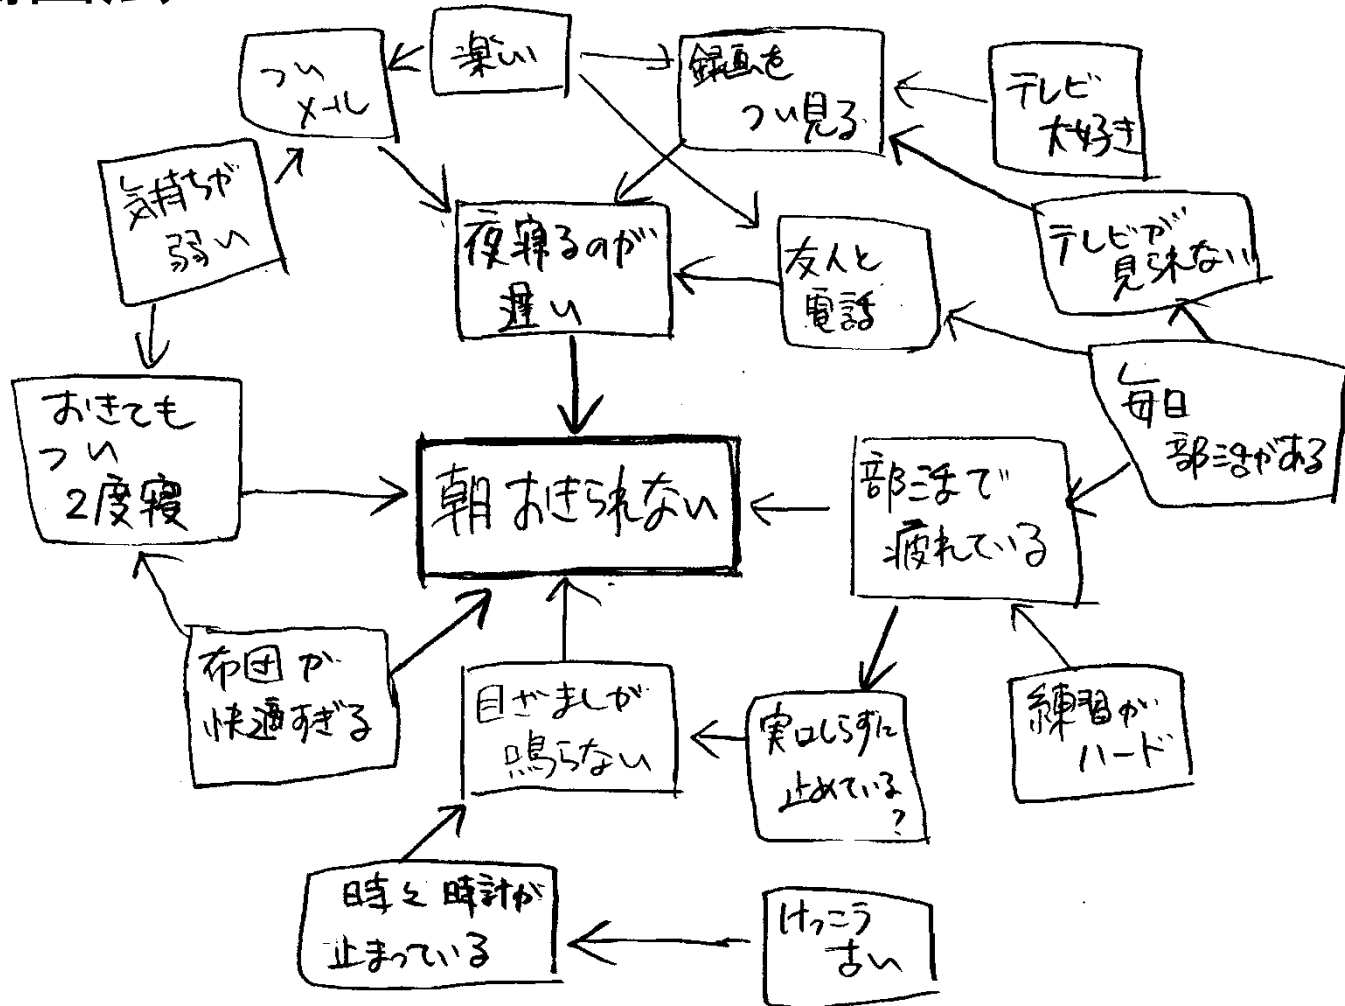 つい
メール
楽い
録画を
つい見る
テレビ
大好き
気持ちが
弱い
夜寝るのが
遅い
友人と
電話
テレビが
見られない
おきても
つい
2度寝
朝おきられない
部活で
疲れている
毎日
部活がある
布団が
快適すぎる
目ざましが
鳴らない
実はしらずに
止めている
?
練習が
ハード
時々時計が
止まっている
けっこう
古い